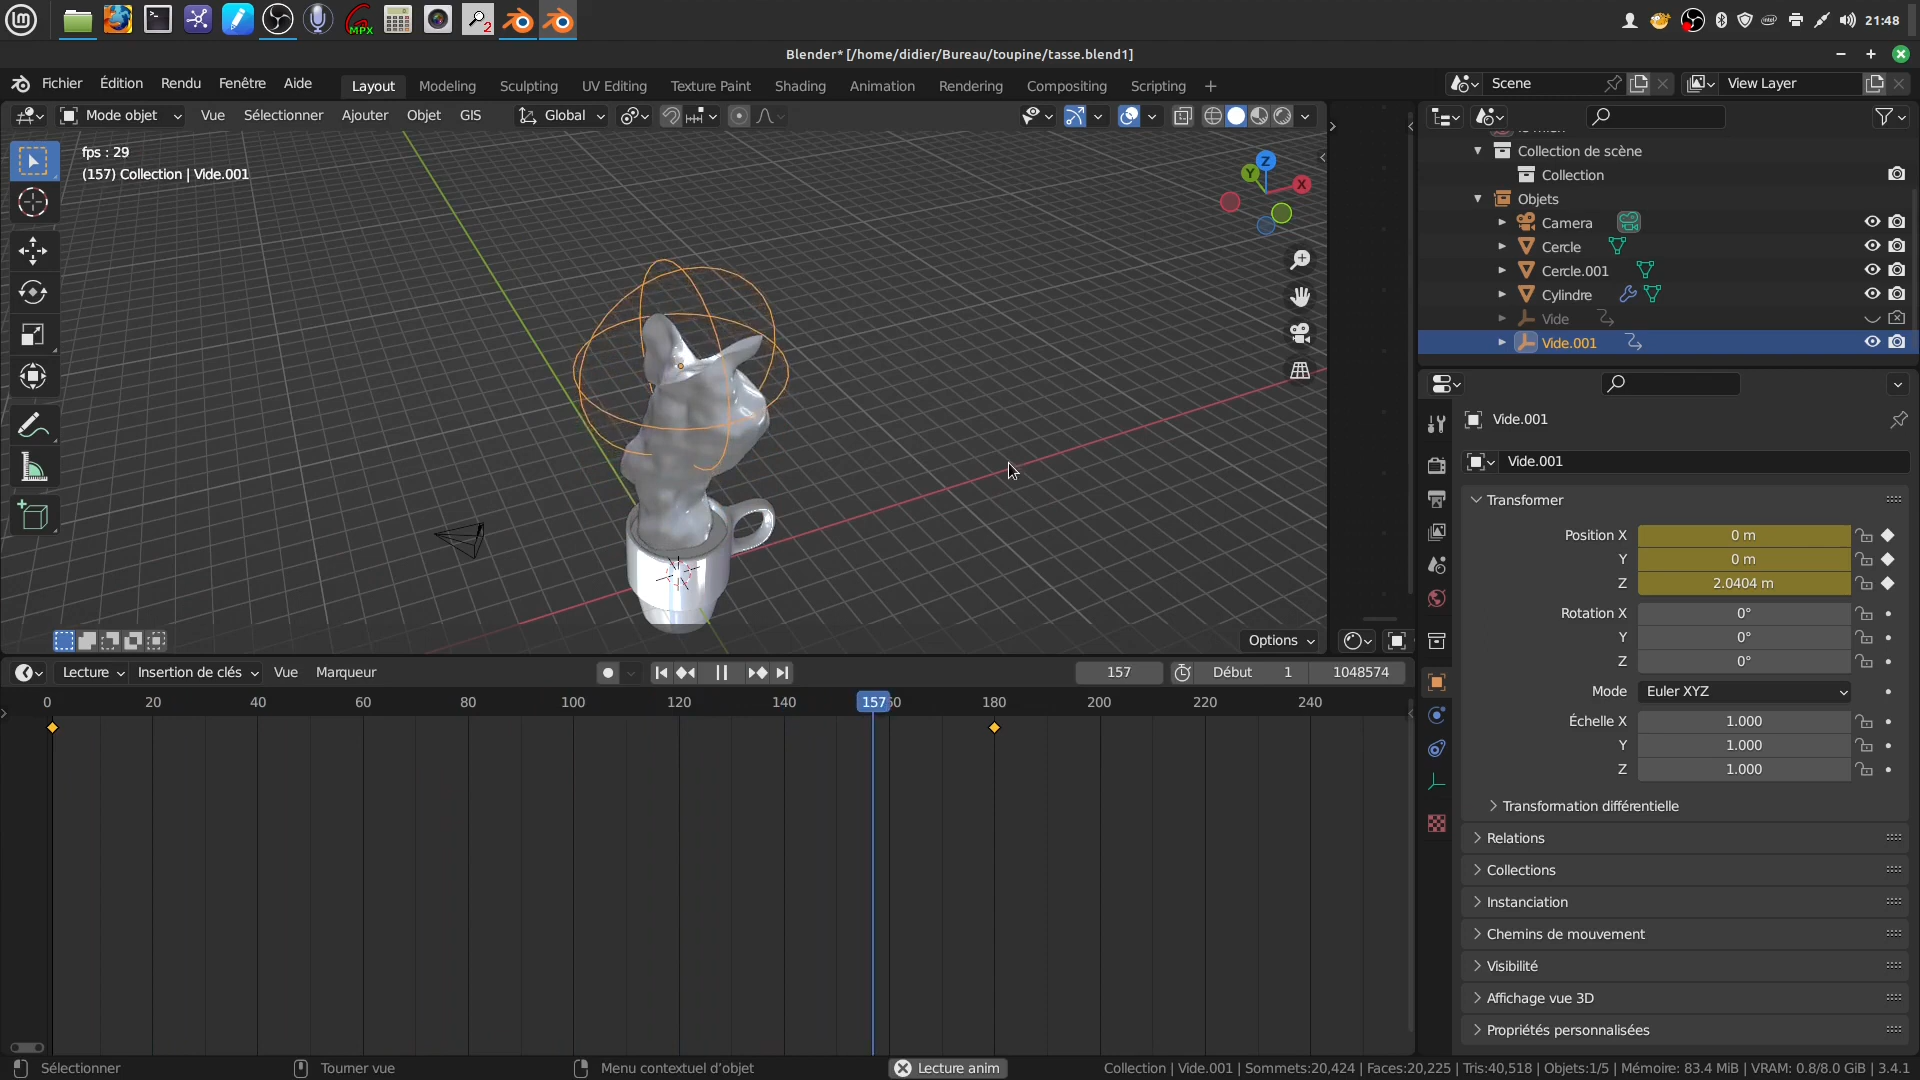 MPX
2
21:48
Blender* [/home/didier/Bureau/toupine/tasse.blend1]
Fichier Édition Rendu Fenêtre Aide
Layout Modeling Sculpting UV Editing Texture Paint Shading Animation Rendering Compositing Scripting +
Scene
View Layer
Mode objet Vue Sélectionner Ajouter Objet GIS Global
fps : 29
(157) Collection | Vide.001
Z
Y
X
Collection de scène
Collection
Objets
Camera
Cercle
Cercle.001
Cylindre
Vide
Vide.001
Options
Vide.001
Vide.001
Transformer
Position X 0 m
Y 0 m
Z 2.0404 m
Rotation X 0°
Y 0°
Z 0°
Mode Euler XYZ
Échelle X 1.000
Y 1.000
Z 1.000
Transformation différentielle
Relations
Collections
Instanciation
Chemins de mouvement
Visibilité
Affichage vue 3D
Propriétés personnalisées
Lecture Insertion de clés Vue Marqueur
157 Début 1 1048574
0 20 40 60 80 100 120 140 157 60 180 200 220 240
Sélectionner Tourner vue Menu contextuel d'objet Lecture anim
Collection | Vide.001 | Sommets:20,424 | Faces:20,225 | Tris:40,518 | Objets:1/5 | Mémoire: 83.4 MiB | VRAM: 0.8/8.0 GiB | 3.4.1